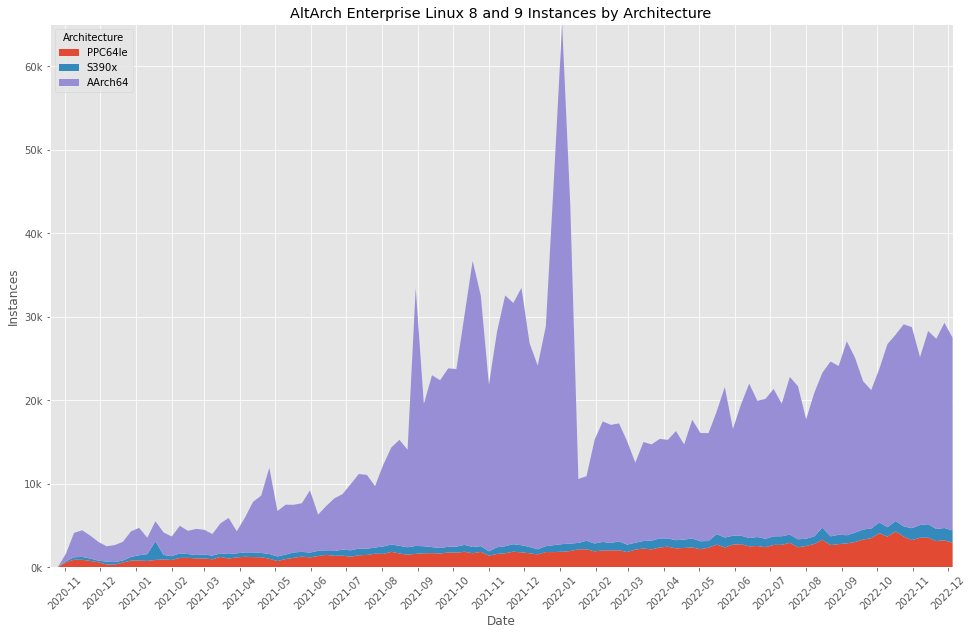 AltArch Enterprise Linux 8 and 9 Instances by Architecture
Architecture
PPC64le
S390x
AArch64
60k
50k
40k
30k
20k
10k
0k
Instances
2020-11
2020-12
2021-01
2021-02
2021-03
2021-04
2021-05
2021-06
2021-07
2021-08
2021-09
2021-10
2021-11
2021-12
2022-01
2022-02
2022-03
2022-04
2022-05
2022-06
2022-07
2022-08
2022-09
2022-10
2022-11
2022-12
Date